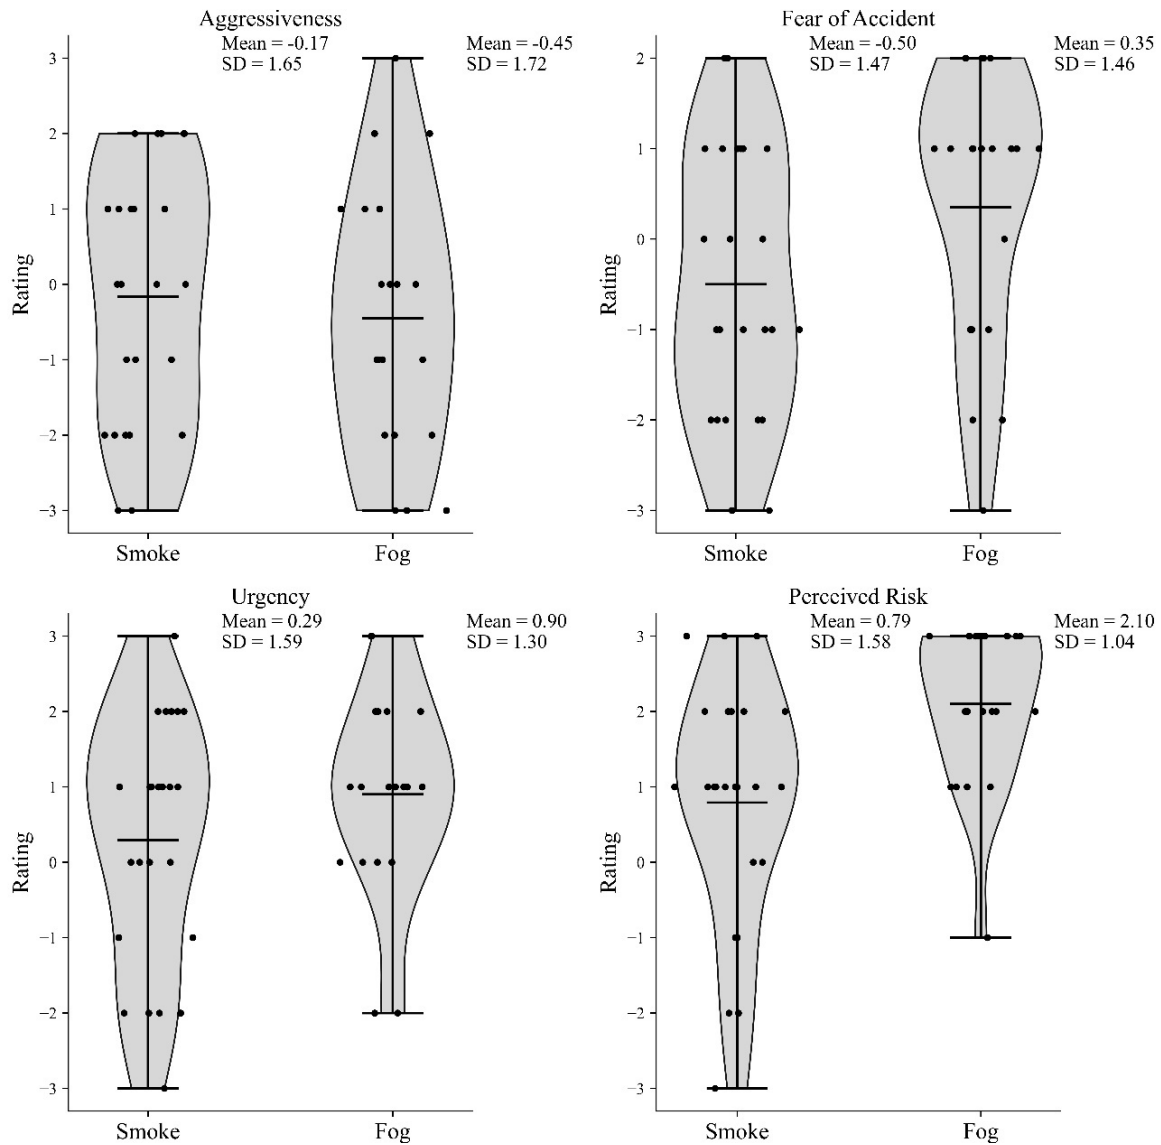 Aggressiveness
Mean = -0.17
SD = 1.65
Mean = -0.45
SD = 1.72
3
2
1
0
−1
−2
−3
Rating
Smoke
Fog
Fear of Accident
Mean = -0.50
SD = 1.47
Mean = 0.35
SD = 1.46
2
1
0
−1
−2
−3
Rating
Smoke
Fog
Urgency
Mean = 0.29
SD = 1.59
Mean = 0.90
SD = 1.30
3
2
1
0
−1
−2
−3
Rating
Smoke
Fog
Perceived Risk
Mean = 0.79
SD = 1.58
Mean = 2.10
SD = 1.04
3
2
1
0
−1
−2
−3
Rating
Smoke
Fog